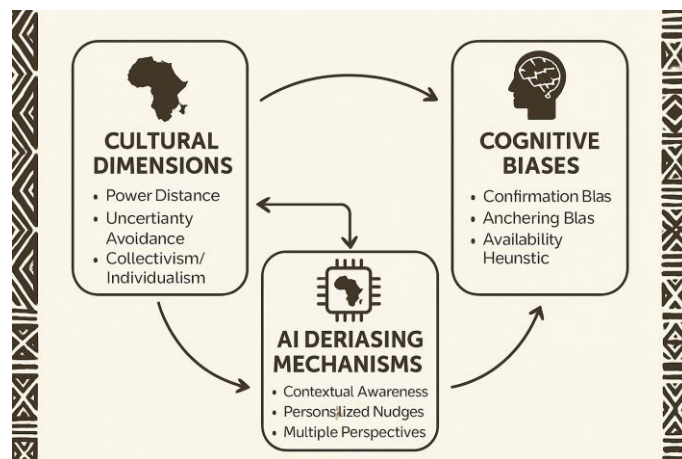 CULTURAL
DIMENSIONS
• Power Distance
• Uncertianty
Avoidance
• Collectivism/
Individualism
COGNITIVE
BIASES
• Confirmation Blas
• Anchering Blas
• Availability
Heunstic
AI DERIASING
MECHANISMS
• Contextual Awareness
• Personslized Nudges
• Multiple Perspectives